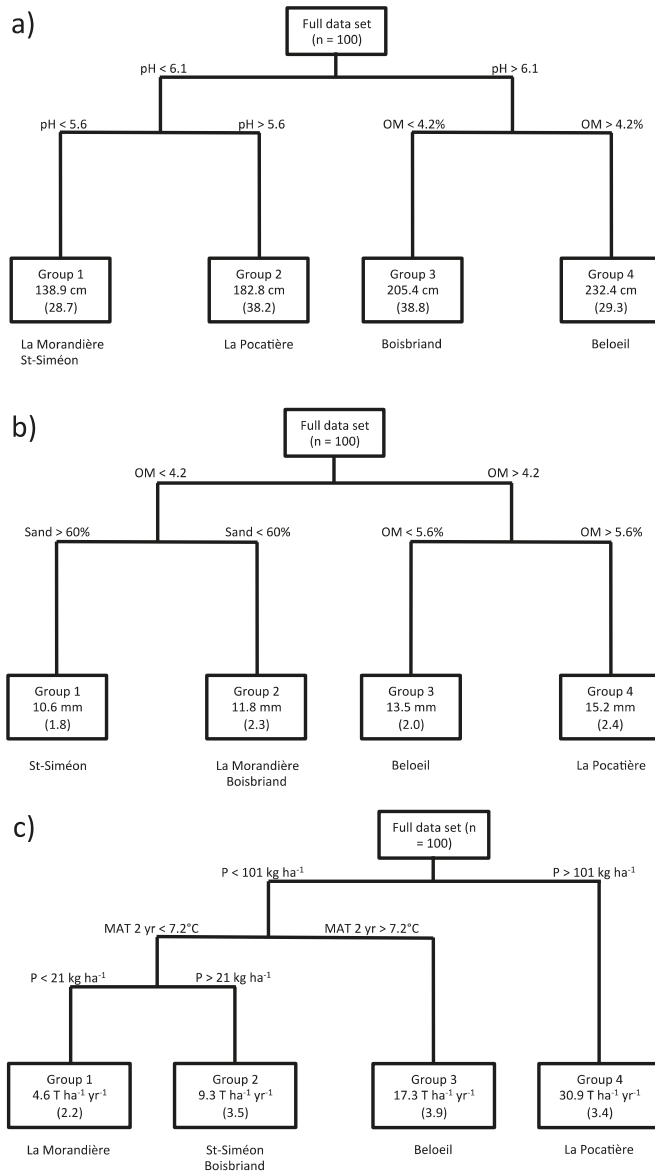 a)
Full data set
(n = 100)
pH < 6.1
pH > 6.1
pH < 5.6
pH > 5.6
OM < 4.2%
OM > 4.2%
Group 1
138.9 cm
(28.7)
Group 2
182.8 cm
(38.2)
Group 3
205.4 cm
(38.8)
Group 4
232.4 cm
(29.3)
La Morandière
St-Siméon
La Pocatière
Boisbriand
Beloeil
b)
Full data set
(n = 100)
OM < 4.2
OM > 4.2
Sand > 60%
Sand < 60%
OM < 5.6%
OM > 5.6%
Group 1
10.6 mm
(1.8)
Group 2
11.8 mm
(2.3)
Group 3
13.5 mm
(2.0)
Group 4
15.2 mm
(2.4)
St-Siméon
La Morandière
Boisbriand
Beloeil
La Pocatière
c)
Full data set (n
= 100)
P < 101 kg ha⁻¹
P > 101 kg ha⁻¹
MAT 2 yr < 7.2°C
MAT 2 yr > 7.2°C
P < 21 kg ha⁻¹
P > 21 kg ha⁻¹
Group 1
4.6 T ha⁻¹ yr⁻¹
(2.2)
Group 2
9.3 T ha⁻¹ yr⁻¹
(3.5)
Group 3
17.3 T ha⁻¹ yr⁻¹
(3.9)
Group 4
30.9 T ha⁻¹ yr⁻¹
(3.4)
La Morandière
St-Siméon
Boisbriand
Beloeil
La Pocatière